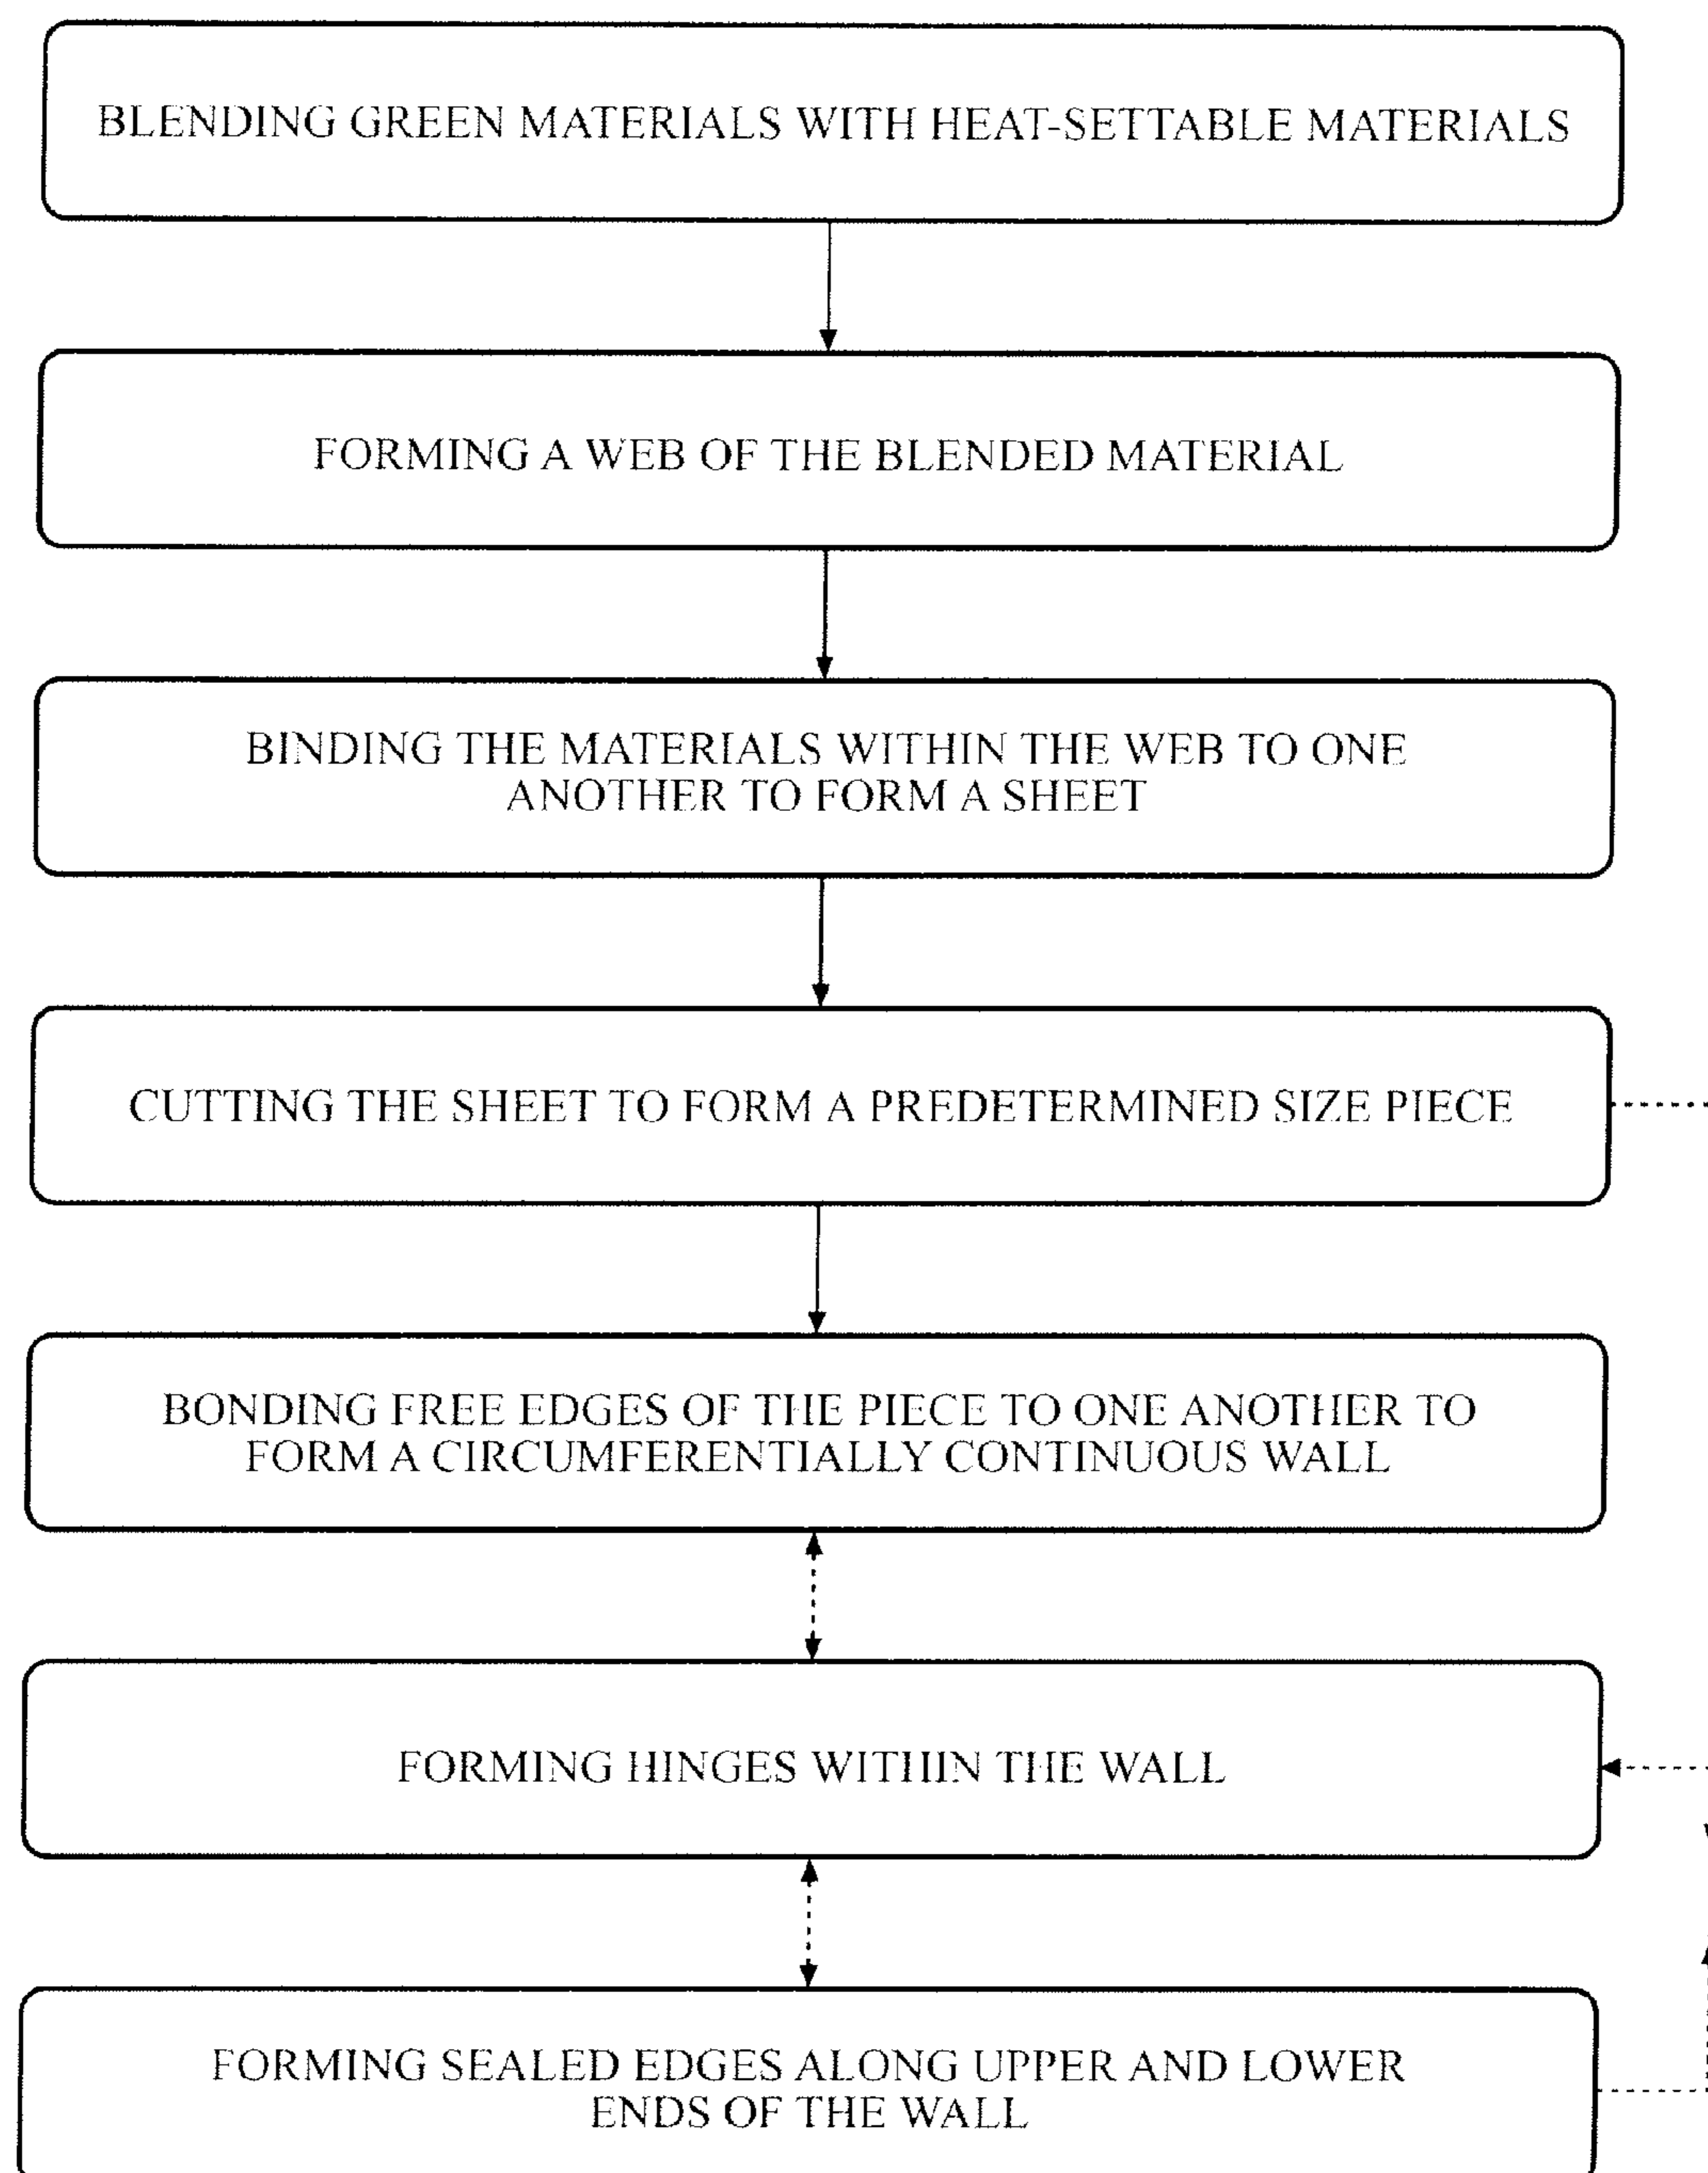 BLENDING GREEN MATERIALS WITH HEAT-SETTABLE MATERIALS
FORMING A WEB OF THE BLENDED MATERIAL
BINDING THE MATERIALS WITHIN THE WEB TO ONE
ANOTHER TO FORM A SHEET
CUTTING THE SHEET TO FORM A PREDETERMINED SIZE PIECE
BONDING FREE EDGES OF THE PIECE TO ONE ANOTHER TO
FORM A CIRCUMFERENTIALLY CONTINUOUS WALL
FORMING HINGES WITHIN THE WALL
FORMING SEALED EDGES ALONG UPPER AND LOWER
ENDS OF THE WALL